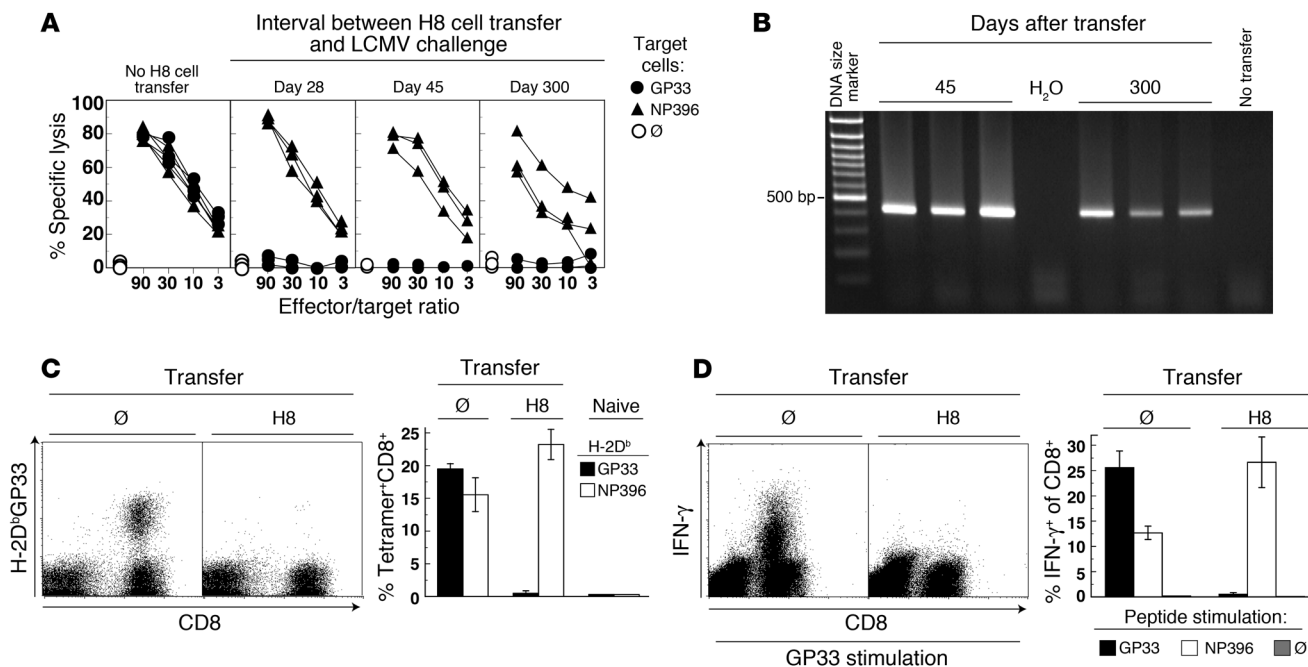 A
Interval between H8 cell transfer
and LCMV challenge
No H8 cell
transfer
Day 28
Day 45
Day 300
Target
cells:
GP33
NP396
Ø
% Specific lysis
100
80
60
40
20
0
90 30 10 3
90 30 10 3
90 30 10 3
90 30 10 3
Effector/target ratio
B
DNA size
marker
Days after transfer
45
H2O
300
No transfer
500 bp
C
Transfer
Ø
H8
H-2DbGP33
CD8
Transfer
Ø
H8
Naive
% Tetramer+CD8+
25
20
15
10
5
0
H-2Db
GP33
NP396
D
Transfer
Ø
H8
IFN-γ
CD8
GP33 stimulation
Transfer
Ø
H8
% IFN-γ+ of CD8+
30
25
20
15
10
5
0
Peptide stimulation:
GP33
NP396
Ø